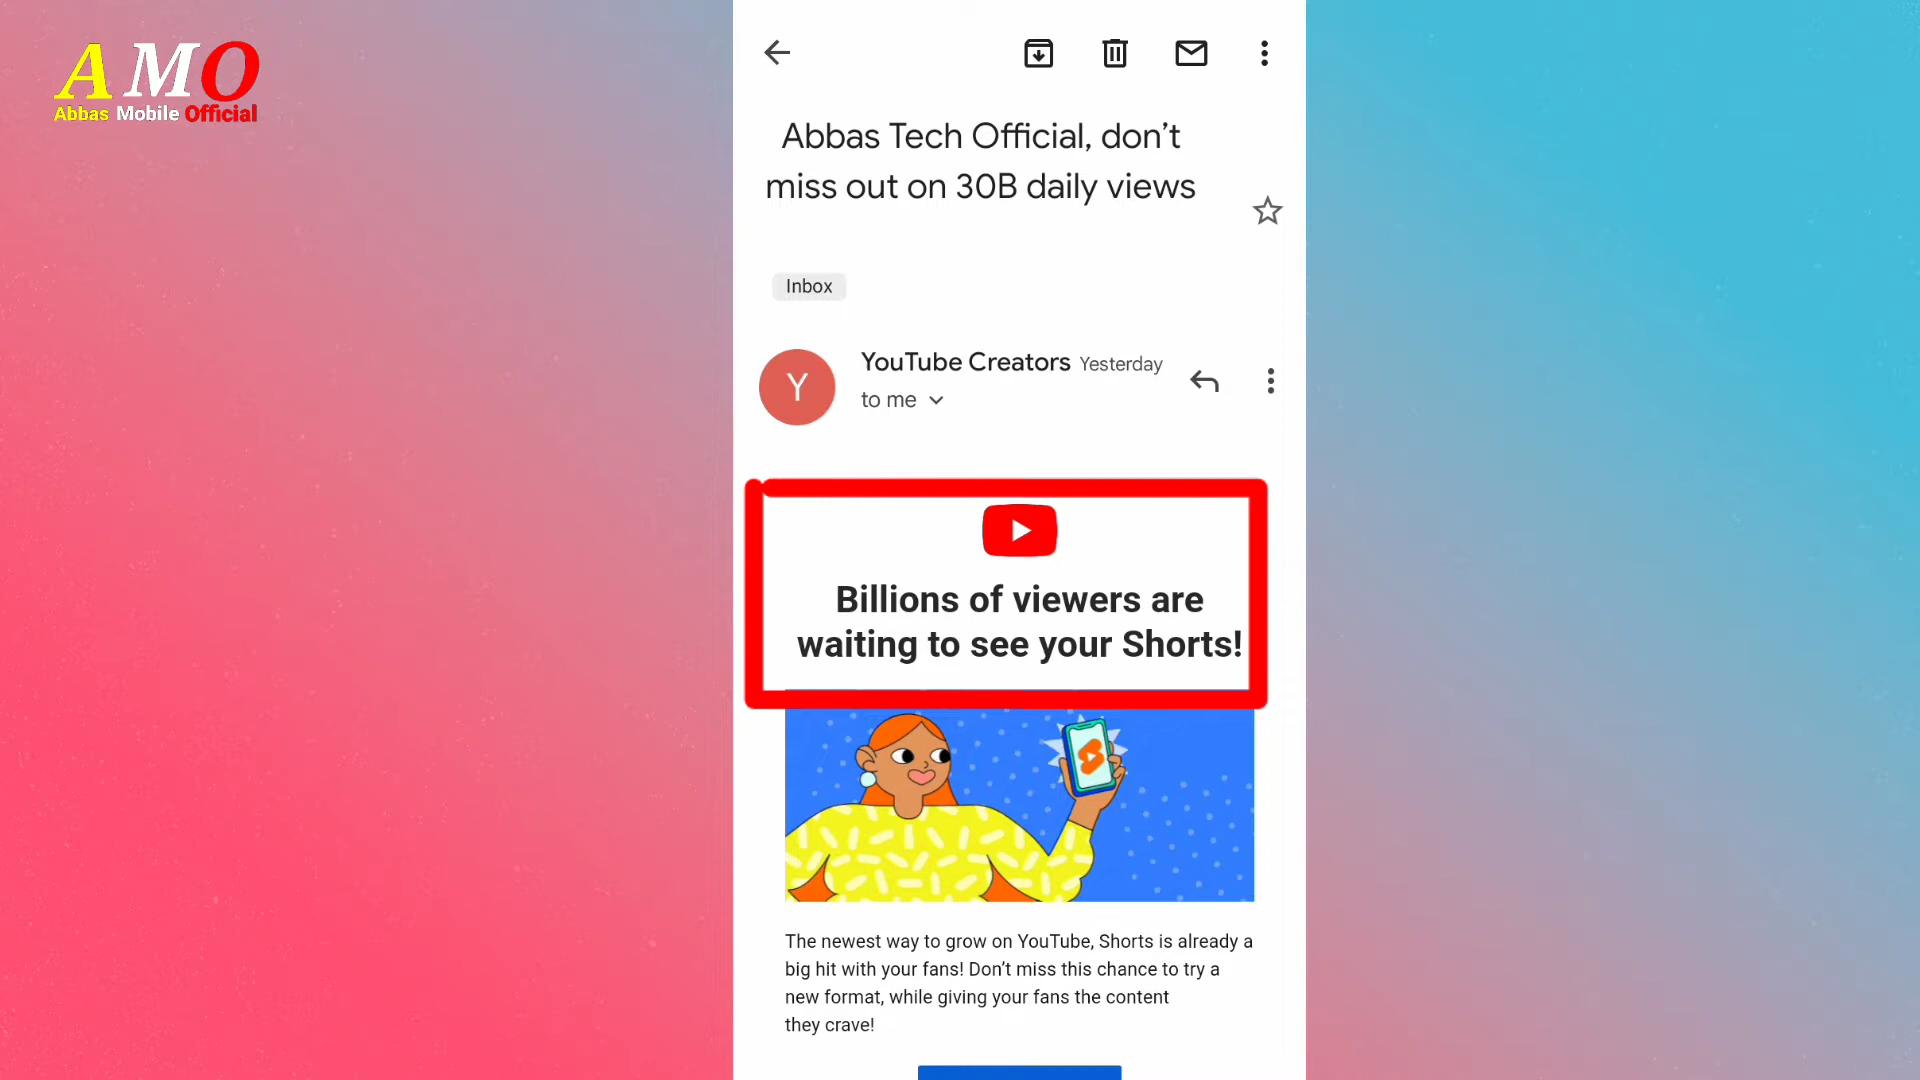 A M O
Abbas Mobile Official
Abbas Tech Official, don’t
miss out on 30B daily views
Inbox
Y
YouTube Creators Yesterday
to me
Billions of viewers are
waiting to see your Shorts!
The newest way to grow on YouTube, Shorts is already a
big hit with your fans! Don’t miss this chance to try a
new format, while giving your fans the content
they crave!